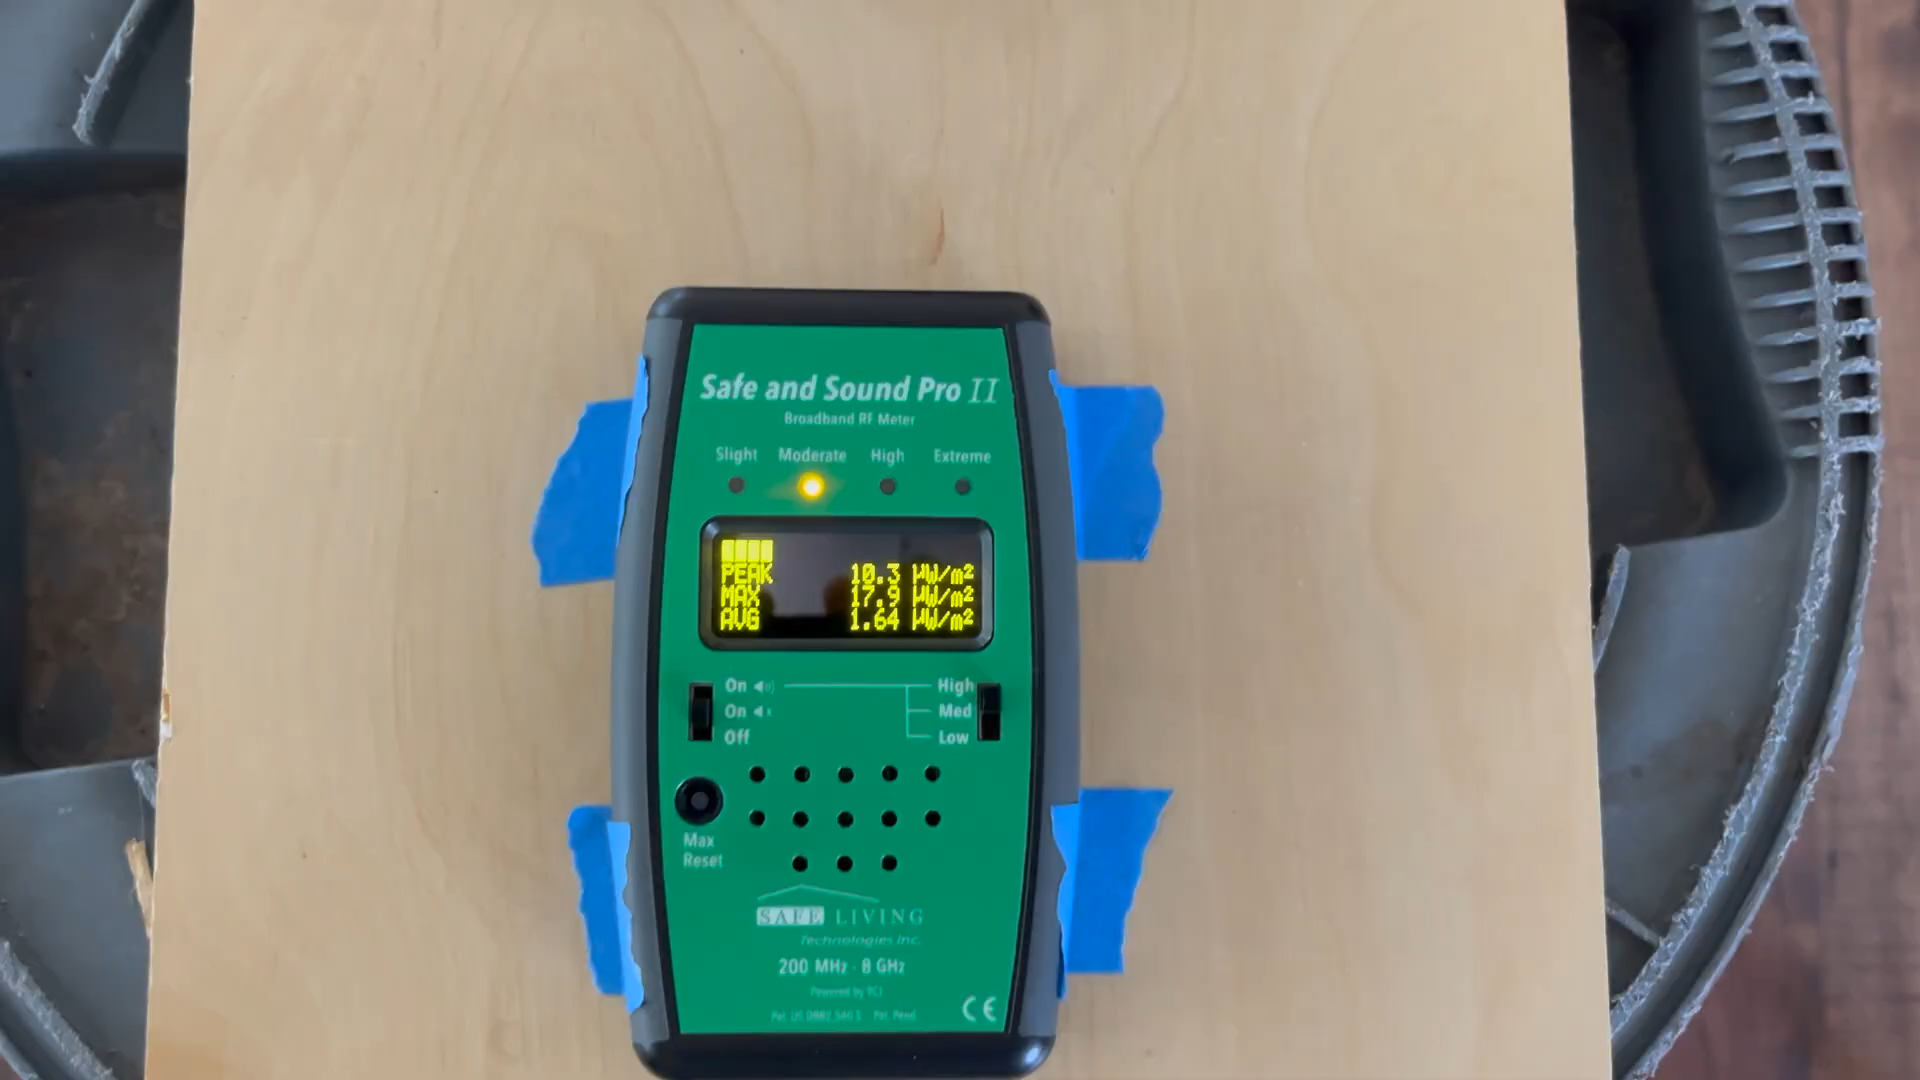 Safe and Sound Pro II
Broadband RF Meter
Slight Moderate High Extreme
PEAK 10.3 µW/m²
MAX 17.9 µW/m²
AVG 1.64 µW/m²
On High
On Med
Off Low
Max
Reset
SAFE LIVING
Technologies Inc.
200 MHz - 8 GHz
Powered by
CE